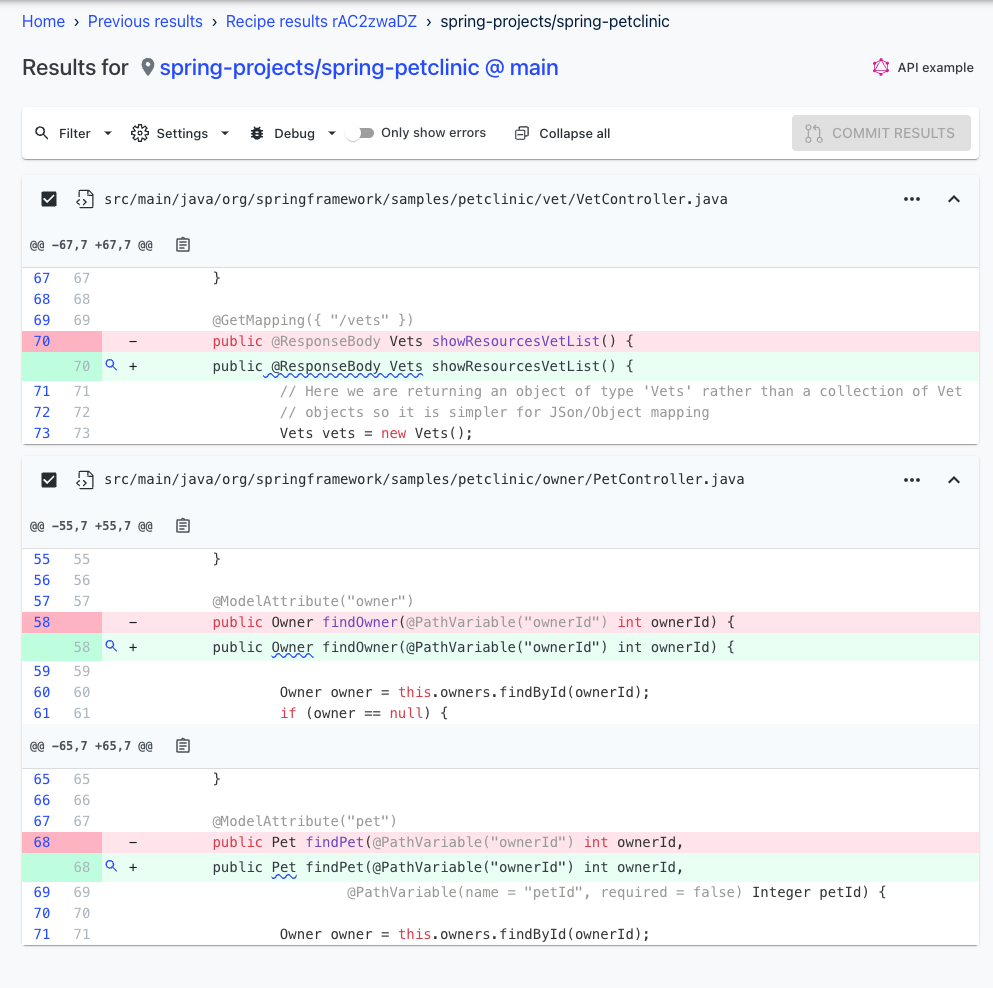 Home › Previous results › Recipe results rAC2zwaDZ › spring-projects/spring-petclinic
Results for spring-projects/spring-petclinic @ main
API example
Filter Settings Debug Only show errors Collapse all COMMIT RESULTS
src/main/java/org/springframework/samples/petclinic/vet/VetController.java •••
@@ −67,7 +67,7 @@
67 67 }
68 68
69 69 @GetMapping({ "/vets" })
70 − public @ResponseBody Vets showResourcesVetList() {
70 + public @ResponseBody Vets showResourcesVetList() {
71 71 // Here we are returning an object of type 'Vets' rather than a collection of Vet
72 72 // objects so it is simpler for JSon/Object mapping
73 73 Vets vets = new Vets();
src/main/java/org/springframework/samples/petclinic/owner/PetController.java •••
@@ −55,7 +55,7 @@
55 55 }
56 56
57 57 @ModelAttribute("owner")
58 − public Owner findOwner(@PathVariable("ownerId") int ownerId) {
58 + public Owner findOwner(@PathVariable("ownerId") int ownerId) {
59 59
60 60 Owner owner = this.owners.findById(ownerId);
61 61 if (owner == null) {
@@ −65,7 +65,7 @@
65 65 }
66 66
67 67 @ModelAttribute("pet")
68 − public Pet findPet(@PathVariable("ownerId") int ownerId,
68 + public Pet findPet(@PathVariable("ownerId") int ownerId,
69 69 @PathVariable(name = "petId", required = false) Integer petId) {
70 70
71 71 Owner owner = this.owners.findById(ownerId);